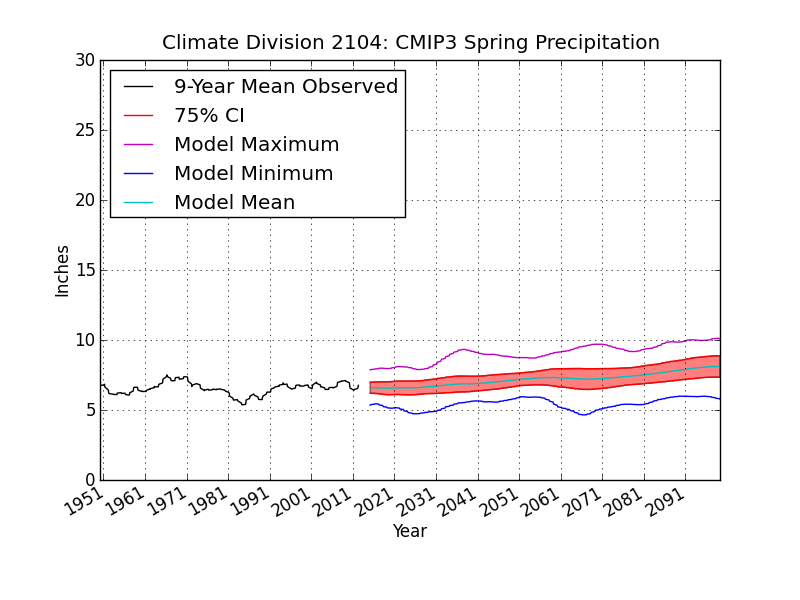 Climate Division 2104: CMIP3 Spring Precipitation
30
25
20
15
10
5
0
Inches
9-Year Mean Observed
75% CI
Model Maximum
Model Minimum
Model Mean
1951 1961 1971 1981 1991 2001 2011 2021 2031 2041 2051 2061 2071 2081 2091
Year